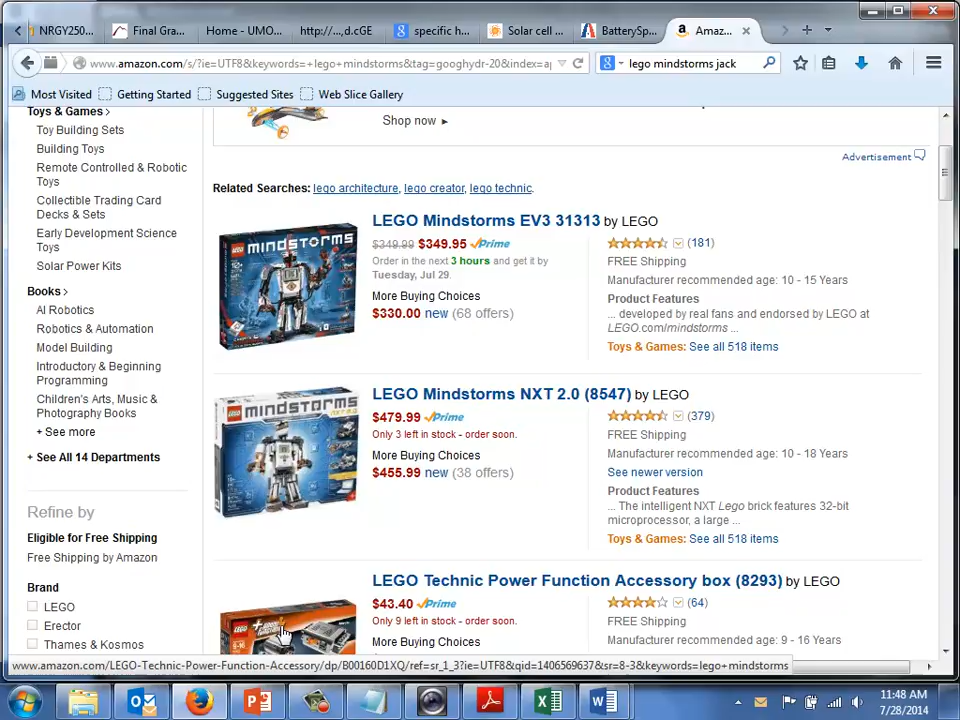 NRGY250...
Final Gra...
Home - UMO...
http://...,d.cGE
specific h...
Solar cell ...
BatterySp...
Amaz...
www.amazon.com/s/?ie=UTF8&keywords=+lego+mindstorms&tag=googhydr-20&index=a
lego mindstorms jack
Most Visited
Getting Started
Suggested Sites
Web Slice Gallery
Toys & Games ›
Toy Building Sets
Building Toys
Remote Controlled & Robotic
Toys
Collectible Trading Card
Decks & Sets
Early Development Science
Toys
Solar Power Kits
Books ›
AI Robotics
Robotics & Automation
Model Building
Introductory & Beginning
Programming
Children's Arts, Music &
Photography Books
+ See more
+ See All 14 Departments
Refine by
Eligible for Free Shipping
Free Shipping by Amazon
Brand
LEGO
Erector
Thames & Kosmos
Shop now ►
Advertisement
Related Searches: lego architecture, lego creator, lego technic.
LEGO Mindstorms EV3 31313 by LEGO
$349.99 $349.95 Prime
Order in the next 3 hours and get it by
Tuesday, Jul 29.
More Buying Choices
$330.00 new (68 offers)
(181)
FREE Shipping
Manufacturer recommended age: 10 - 15 Years
Product Features
... developed by real fans and endorsed by LEGO at
LEGO.com/mindstorms ...
Toys & Games: See all 518 items
LEGO mindstorms
LEGO Mindstorms NXT 2.0 (8547) by LEGO
$479.99 Prime
Only 3 left in stock - order soon.
More Buying Choices
$455.99 new (38 offers)
(379)
FREE Shipping
Manufacturer recommended age: 10 - 18 Years
See newer version
Product Features
... The intelligent NXT Lego brick features 32-bit
microprocessor, a large ...
Toys & Games: See all 518 items
LEGO mindstorms
LEGO Technic Power Function Accessory box (8293) by LEGO
$43.40 Prime
Only 9 left in stock - order soon.
More Buying Choices
(64)
FREE Shipping
Manufacturer recommended age: 9 - 16 Years
LEGO
www.amazon.com/LEGO-Technic-Power-Function-Accessory/dp/B00160D1XQ/ref=sr_1_3?ie=UTF8&qid=1406569637&sr=8-3&keywords=lego+mindstorms
11:48 AM
7/28/2014